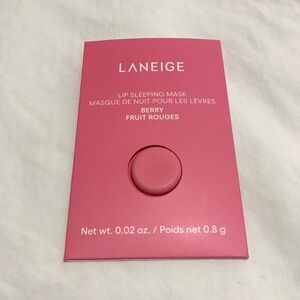 LANEIGE
LIP SLEEPING MASK
MASQUE DE NUIT POUR LES LÈVRES
BERRY
FRUIT ROUGES
Net wt. 0.02 oz. / Poids net 0.8 g